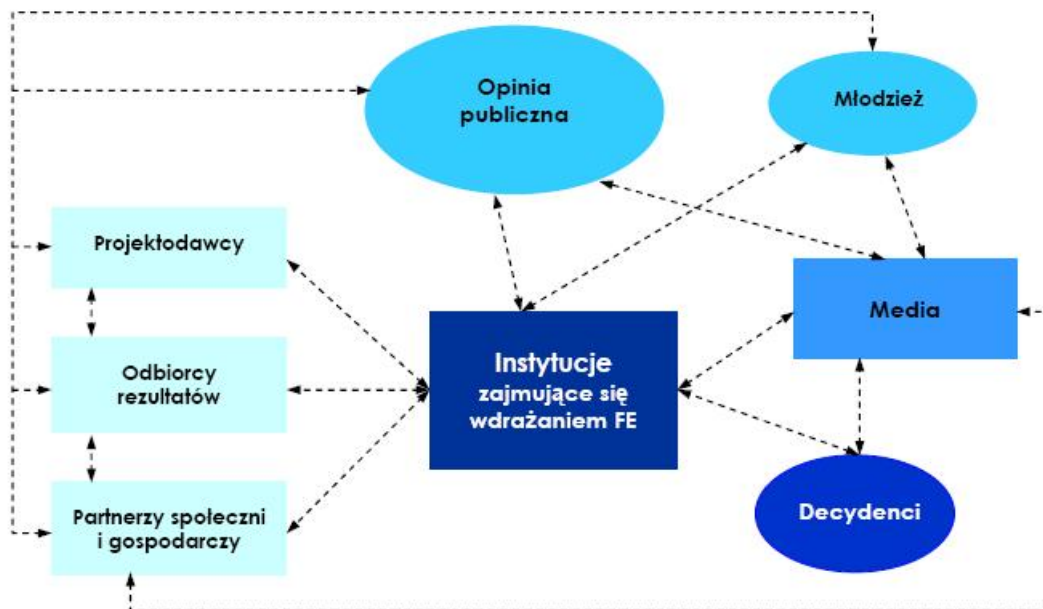 Opinia
publiczna
Młodzież
Projektodawcy
Media
Instytucje
zajmujące się
wdrażaniem FE
Odbiorcy
rezultatów
Partnerzy społeczni
i gospodarczy
Decydenci